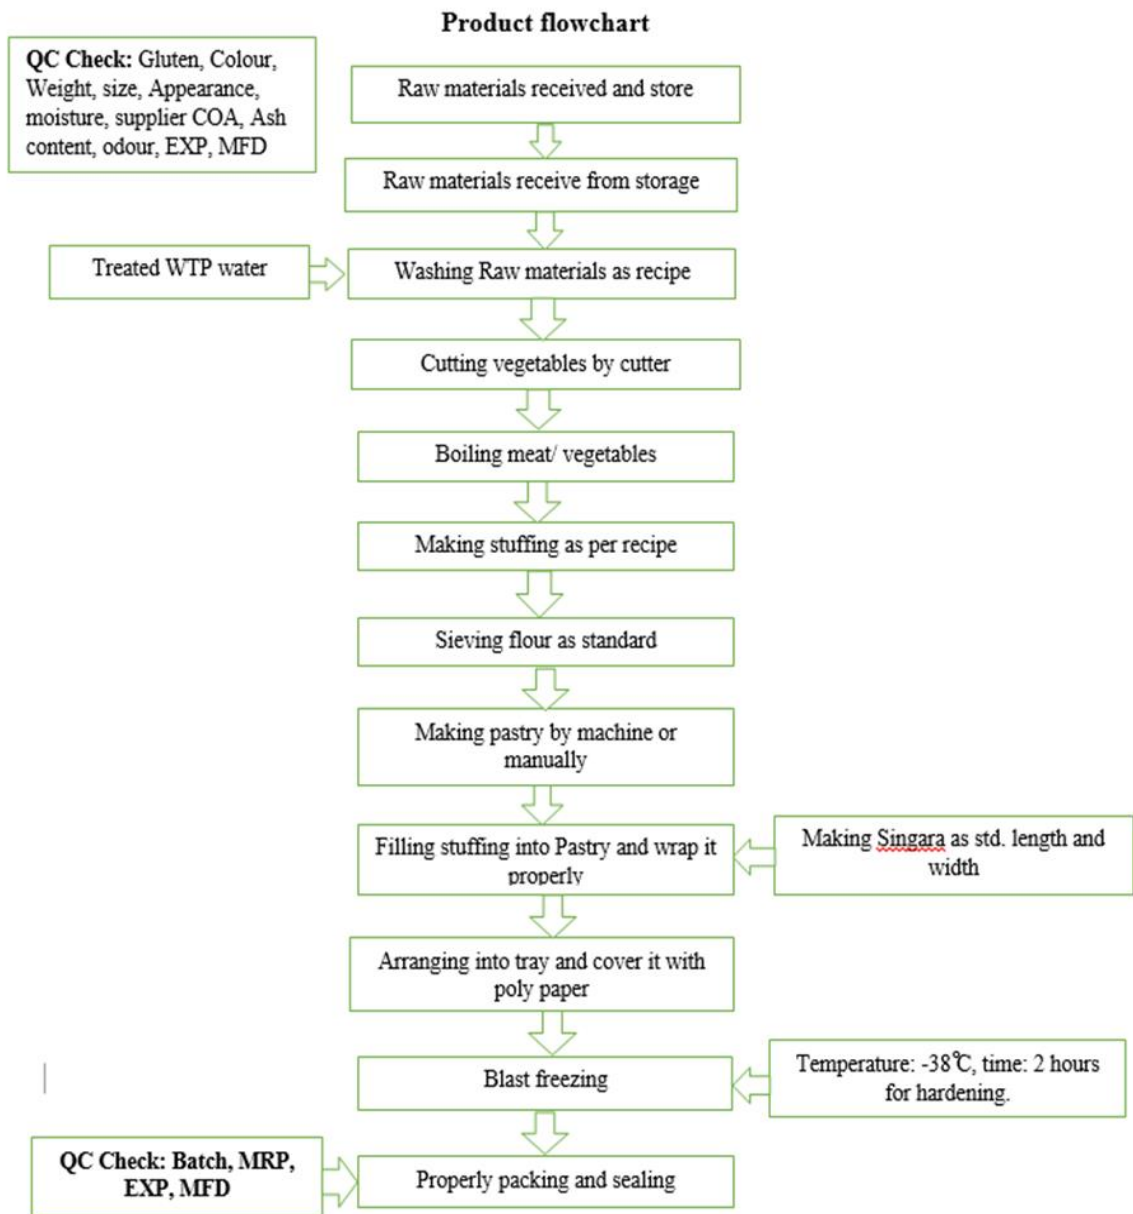 Product flowchart
QC Check: Gluten, Colour,
Weight, size, Appearance,
moisture, supplier COA, Ash
content, odour, EXP, MFD
Raw materials received and store
Raw materials receive from storage
Treated WTP water
Washing Raw materials as recipe
Cutting vegetables by cutter
Boiling meat/ vegetables
Making stuffing as per recipe
Sieving flour as standard
Making pastry by machine or
manually
Filling stuffing into Pastry and wrap it
properly
Making Singara as std. length and
width
Arranging into tray and cover it with
poly paper
Blast freezing
Temperature: -38℃, time: 2 hours
for hardening.
QC Check: Batch, MRP,
EXP, MFD
Properly packing and sealing